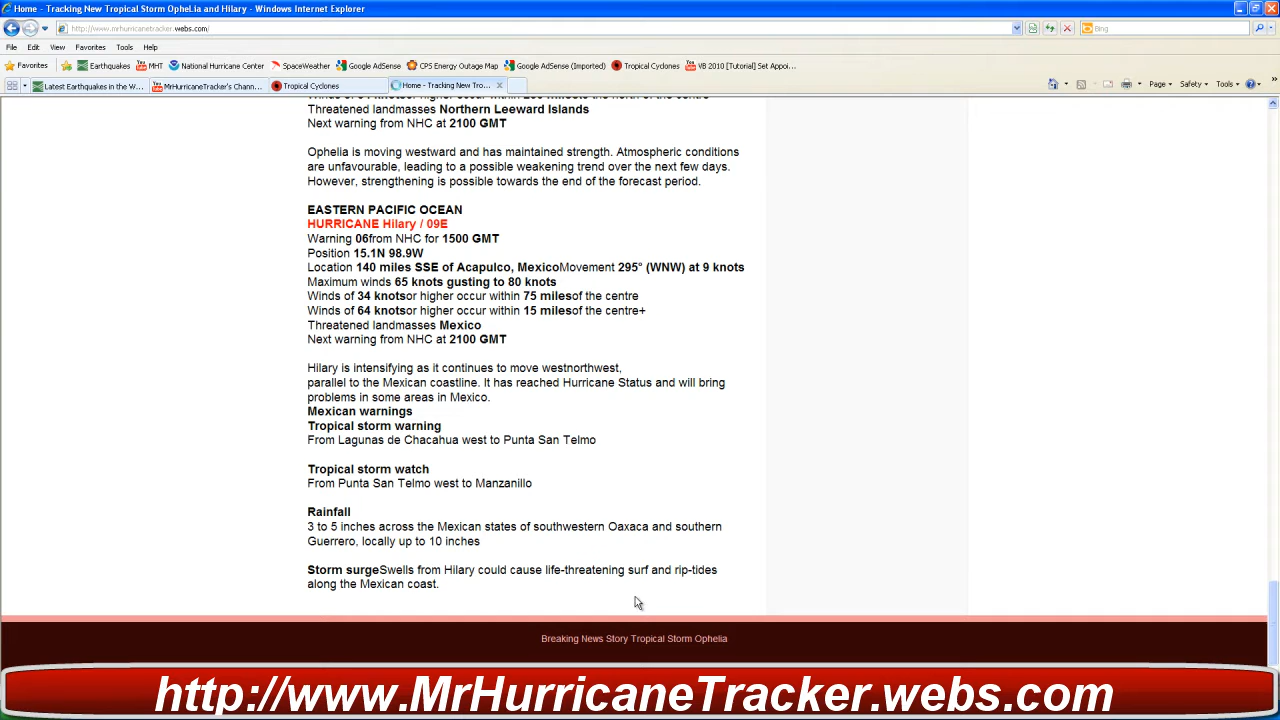 Home - Tracking New Tropical Storm OpheLia and Hilary - Windows Internet Explorer
http://www.mrhurricanetracker.webs.com/
Bing
File Edit View Favorites Tools Help
Favorites Earthquakes MHT National Hurricane Center SpaceWeather Google AdSense CPS Energy Outage Map Google AdSense (Imported) Tropical Cyclones VB 2010 [Tutorial] Set Appoi...
Latest Earthquakes in the W... MrHurricaneTracker's Chann... Tropical Cyclones Home - Tracking New Tro... Page Safety Tools
Threatened landmasses Northern Leeward Islands
Next warning from NHC at 2100 GMT
Ophelia is moving westward and has maintained strength. Atmospheric conditions
are unfavourable, leading to a possible weakening trend over the next few days.
However, strengthening is possible towards the end of the forecast period.
EASTERN PACIFIC OCEAN
HURRICANE Hilary / 09E
Warning 06from NHC for 1500 GMT
Position 15.1N 98.9W
Location 140 miles SSE of Acapulco, MexicoMovement 295° (WNW) at 9 knots
Maximum winds 65 knots gusting to 80 knots
Winds of 34 knotsor higher occur within 75 milesof the centre
Winds of 64 knotsor higher occur within 15 milesof the centre+
Threatened landmasses Mexico
Next warning from NHC at 2100 GMT
Hilary is intensifying as it continues to move westnorthwest,
parallel to the Mexican coastline. It has reached Hurricane Status and will bring
problems in some areas in Mexico.
Mexican warnings
Tropical storm warning
From Lagunas de Chacahua west to Punta San Telmo
Tropical storm watch
From Punta San Telmo west to Manzanillo
Rainfall
3 to 5 inches across the Mexican states of southwestern Oaxaca and southern
Guerrero, locally up to 10 inches
Storm surgeSwells from Hilary could cause life-threatening surf and rip-tides
along the Mexican coast.
Breaking News Story Tropical Storm Ophelia
http://www.MrHurricaneTracker.webs.com